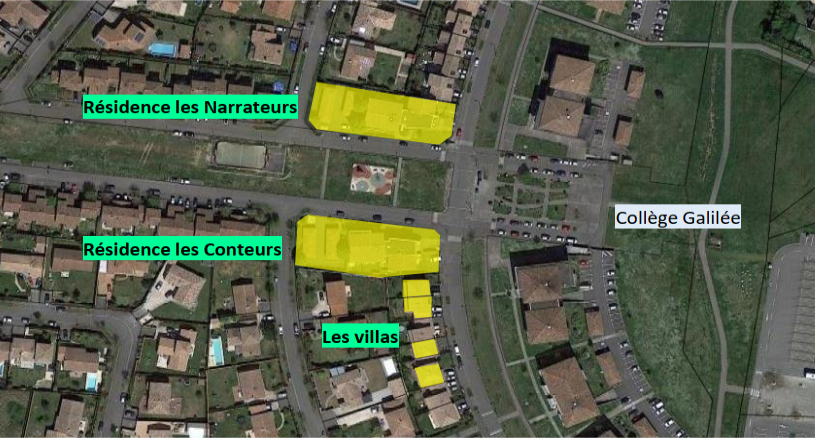 Résidence les Narrateurs
Collège Galilée
Résidence les Conteurs
Les villas